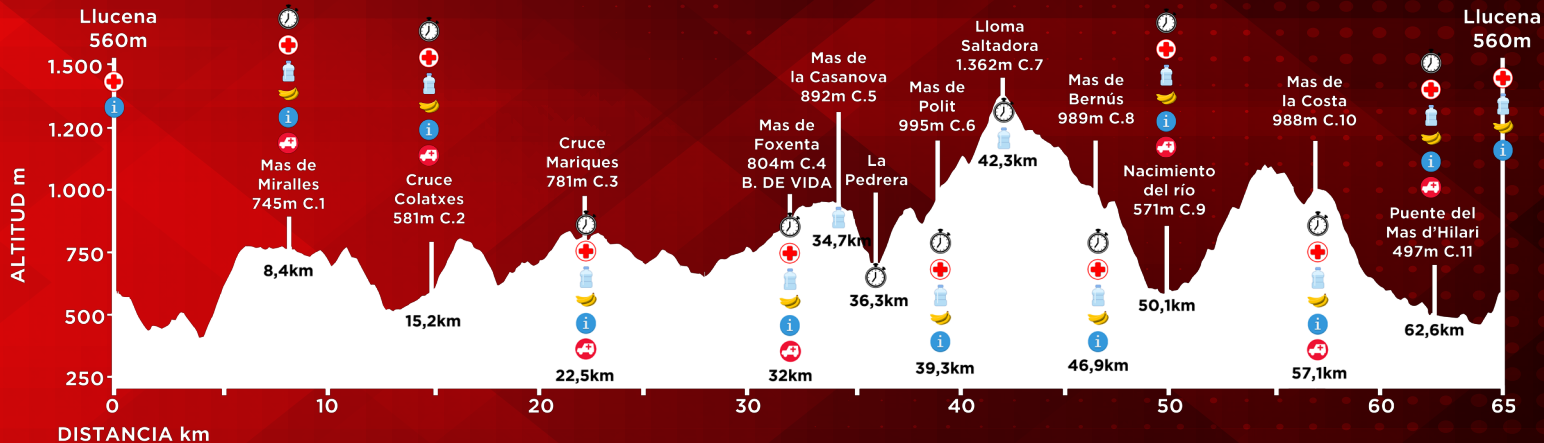 Llucena
560m
1.500
1.200
1.000
750
500
250
ALTITUD m
Mas de
Miralles
745m C.1
8,4km
Cruce
Colatxes
581m C.2
15,2km
Cruce
Mariques
781m C.3
22,5km
Mas de
Foxenta
804m C.4
B. DE VIDA
32km
Mas de
la Casanova
892m C.5
34,7km
La
Pedrera
36,3km
Mas de
Polit
995m C.6
39,3km
Lloma
Saltadora
1.362m C.7
42,3km
Mas de
Bernús
989m C.8
46,9km
Nacimiento
del río
571m C.9
50,1km
Mas de
la Costa
988m C.10
57,1km
Puente del
Mas d'Hilari
497m C.11
62,6km
Llucena
560m
0 10 20 30 40 50 60 65
DISTANCIA km